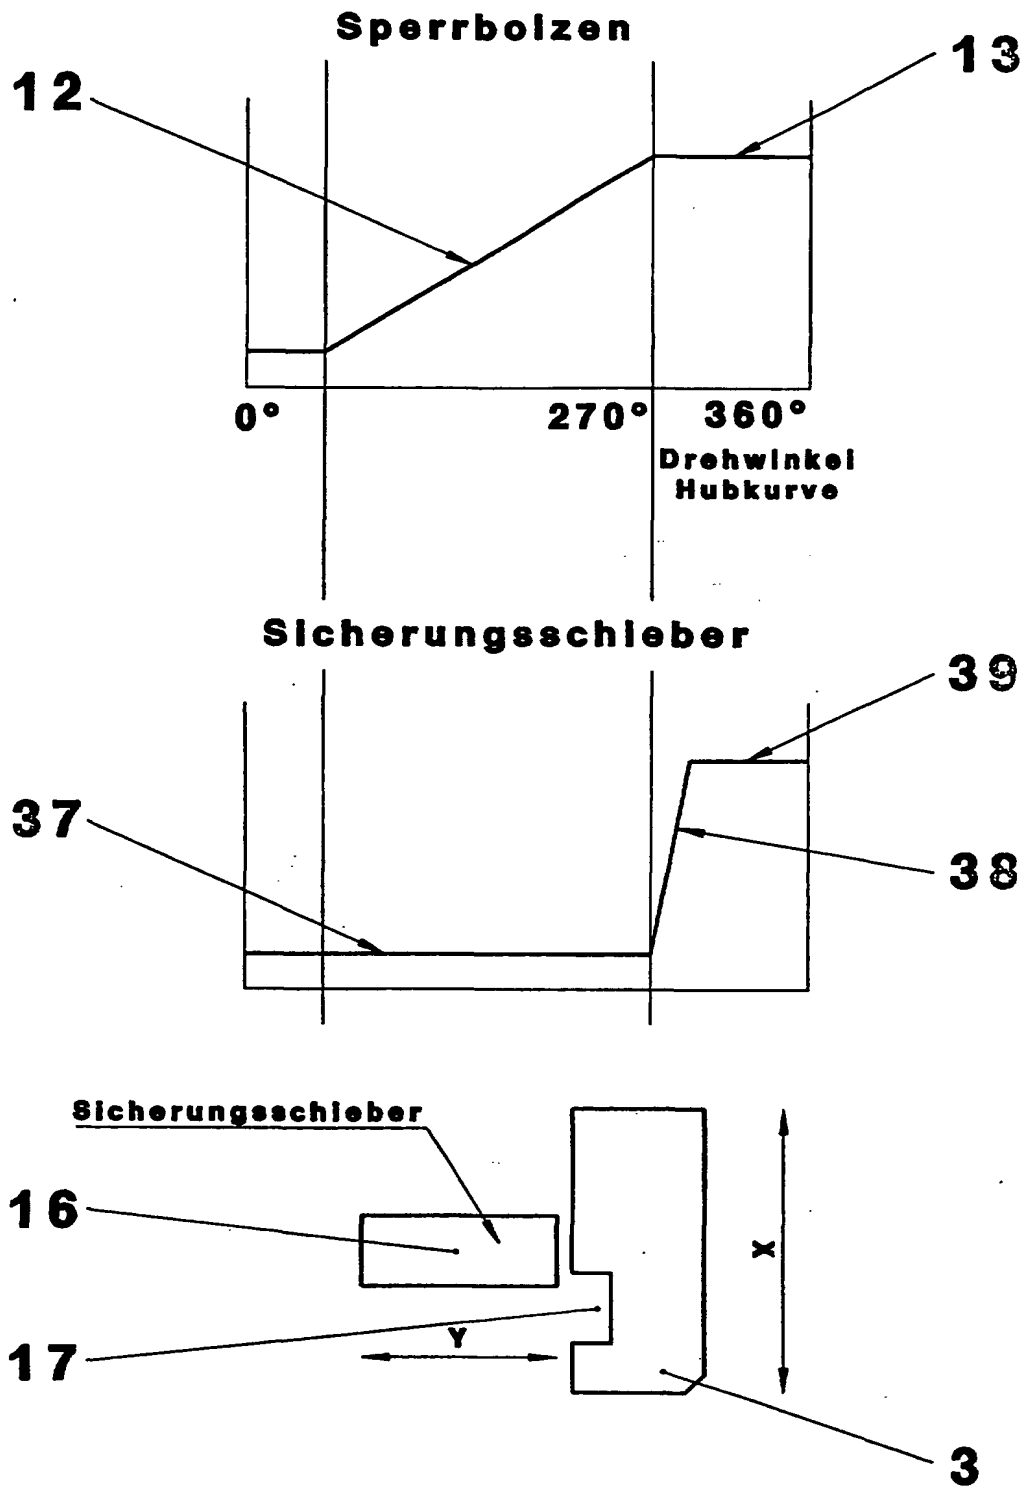 Sperrbolzen
13
12
0° 270° 360°
Drehwinkel
Hubkurve
Sicherungsschieber
39
37
38
Sicherungsschieber
16
X
17
Y
3